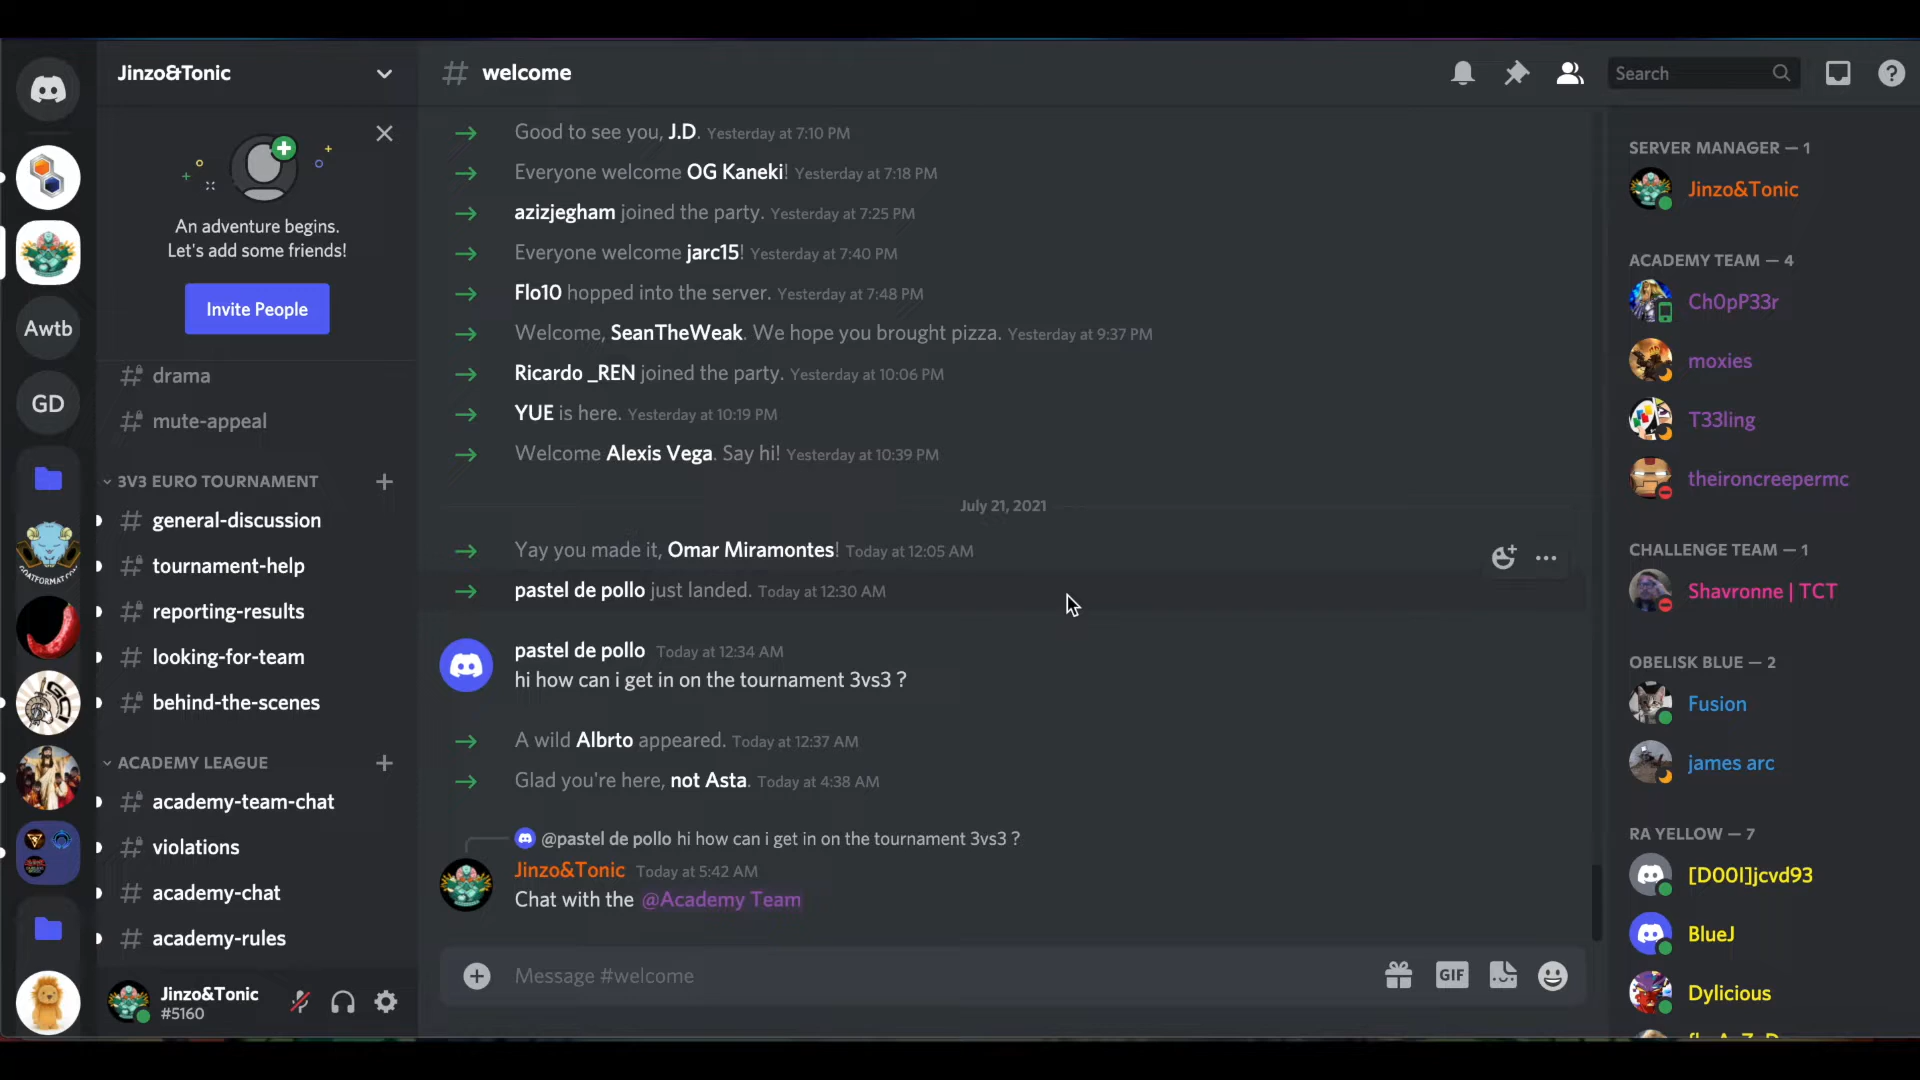 Jinzo&Tonic
An adventure begins.
Let's add some friends!
Invite People
drama
mute-appeal
3V3 EURO TOURNAMENT
general-discussion
tournament-help
reporting-results
looking-for-team
behind-the-scenes
ACADEMY LEAGUE
academy-team-chat
violations
academy-chat
academy-rules
Jinzo&Tonic
#5160
Awtb
GD
# welcome
Search
Good to see you, J.D. Yesterday at 7:10 PM
Everyone welcome OG Kaneki! Yesterday at 7:18 PM
azizjegham joined the party. Yesterday at 7:25 PM
Everyone welcome jarc15! Yesterday at 7:40 PM
Flo10 hopped into the server. Yesterday at 7:48 PM
Welcome, SeanTheWeak. We hope you brought pizza. Yesterday at 9:37 PM
Ricardo _REN joined the party. Yesterday at 10:06 PM
YUE is here. Yesterday at 10:19 PM
Welcome Alexis Vega. Say hi! Yesterday at 10:39 PM
July 21, 2021
Yay you made it, Omar Miramontes! Today at 12:05 AM
pastel de pollo just landed. Today at 12:30 AM
pastel de pollo Today at 12:34 AM
hi how can i get in on the tournament 3vs3 ?
A wild Albrto appeared. Today at 12:37 AM
Glad you're here, not Asta. Today at 4:38 AM
@pastel de pollo hi how can i get in on the tournament 3vs3 ?
Jinzo&Tonic Today at 5:42 AM
Chat with the @Academy Team
Message #welcome
GIF
SERVER MANAGER — 1
Jinzo&Tonic
ACADEMY TEAM — 4
Ch0pP33r
moxies
T33ling
theironcreepermc
CHALLENGE TEAM — 1
Shavronne | TCT
OBELISK BLUE — 2
Fusion
james arc
RA YELLOW — 7
[D00I]jcvd93
BlueJ
Dylicious